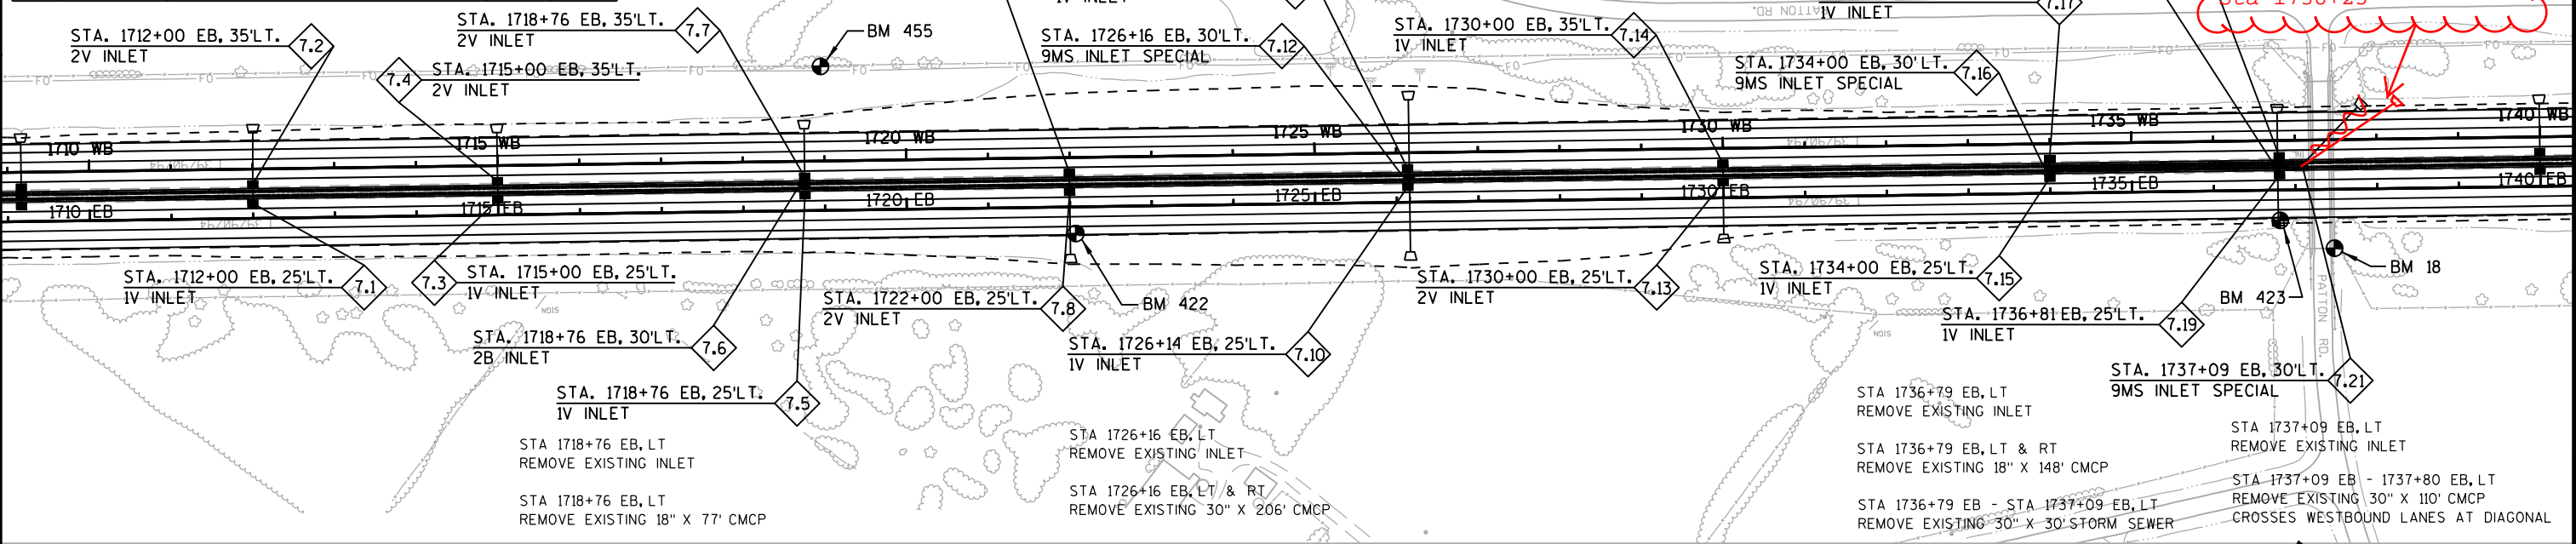 STA. 1712+00 EB, 35'LT.
2V INLET
7.2
STA. 1718+76 EB, 35'LT.
2V INLET
7.7
7.4
STA. 1715+00 EB, 35'LT.
2V INLET
BM 455
STA. 1726+16 EB, 30'LT.
9MS INLET SPECIAL
7.12
STA. 1730+00 EB, 35'LT.
1V INLET
7.14
STA. 1734+00 EB, 30'LT.
9MS INLET SPECIAL
7.16
1V INLET
7.17
PATTON RD.
FO
FO
FO
FO
FO
FO
FO
FO
FO
1710 WB
1715 WB
1720 WB
1725 WB
1730 WB
1735 WB
1740 WB
1710 EB
1715 EB
1720 EB
1725 EB
1730 EB
1735 EB
1740 EB
STA. 1712+00 EB, 25'LT.
1V INLET
7.1
7.3
STA. 1715+00 EB, 25'LT.
1V INLET
STA. 1722+00 EB, 25'LT.
2V INLET
7.8
BM 422
STA. 1730+00 EB, 25'LT.
2V INLET
7.13
STA. 1734+00 EB, 25'LT.
1V INLET
7.15
BM 18
BM 423
STA. 1718+76 EB, 30'LT.
2B INLET
7.6
STA. 1726+14 EB, 25'LT.
1V INLET
7.10
STA. 1736+81 EB, 25'LT.
1V INLET
7.19
PATTON RD.
SIGN
SIGN
STA. 1718+76 EB, 25'LT.
1V INLET
7.5
STA. 1737+09 EB, 30'LT.
9MS INLET SPECIAL
7.21
STA 1718+76 EB, LT
REMOVE EXISTING INLET
STA 1718+76 EB, LT
REMOVE EXISTING 18" X 77' CMCP
STA 1726+16 EB, LT
REMOVE EXISTING INLET
STA 1726+16 EB, LT & RT
REMOVE EXISTING 30" X 206' CMCP
STA 1736+79 EB, LT
REMOVE EXISTING INLET
STA 1736+79 EB, LT & RT
REMOVE EXISTING 18" X 148' CMCP
STA 1736+79 EB - STA 1737+09 EB, LT
REMOVE EXISTING 30" X 30' STORM SEWER
STA 1737+09 EB, LT
REMOVE EXISTING INLET
STA 1737+09 EB - 1737+80 EB, LT
REMOVE EXISTING 30" X 110' CMCP
CROSSES WESTBOUND LANES AT DIAGONAL